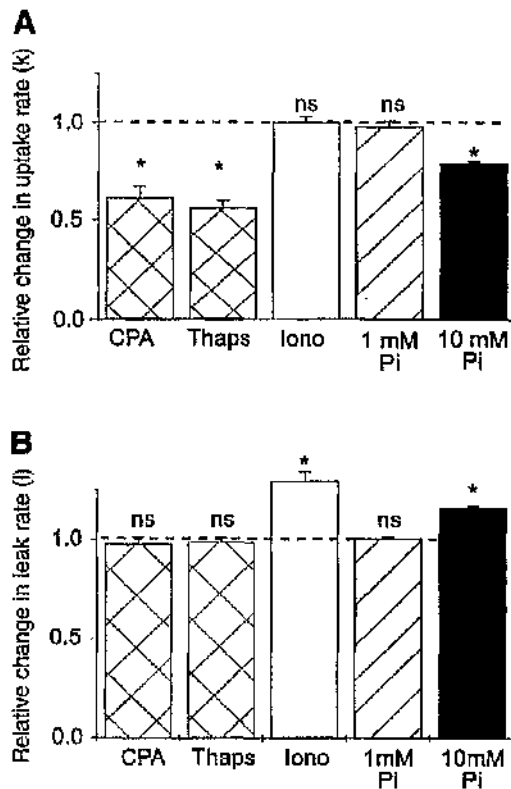 A
Relative change in uptake rate (k)
ns
ns
1.0
*
*
*
0.5
0.0
CPA
Thaps
Iono
1 mM
Pi
10 mM
Pi
B
Relative change in leak rate (l)
*
*
ns
ns
ns
1.0
0.5
0.0
CPA
Thaps
Iono
1mM
Pi
10mM
Pi